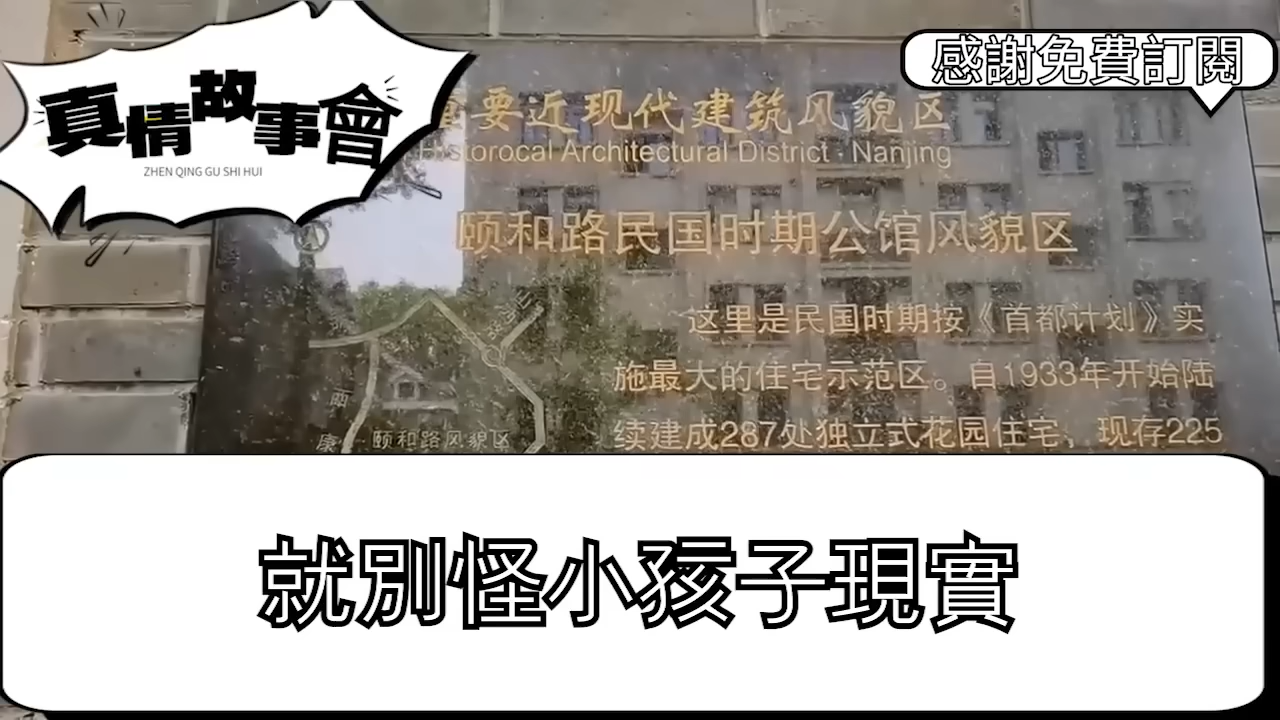 真情故事會
ZHEN QING GU SHI HUI
感謝免費訂閱
重要近现代建筑风貌区
Historocal Architectural District · Nanjing
颐和路民国时期公馆风貌区
这里是民国时期按《首都计划》实
施最大的住宅示范区。自1933年开始陆
续建成287处独立式花园住宅，现存225
颐和路风貌区
就別怪小孩子現實